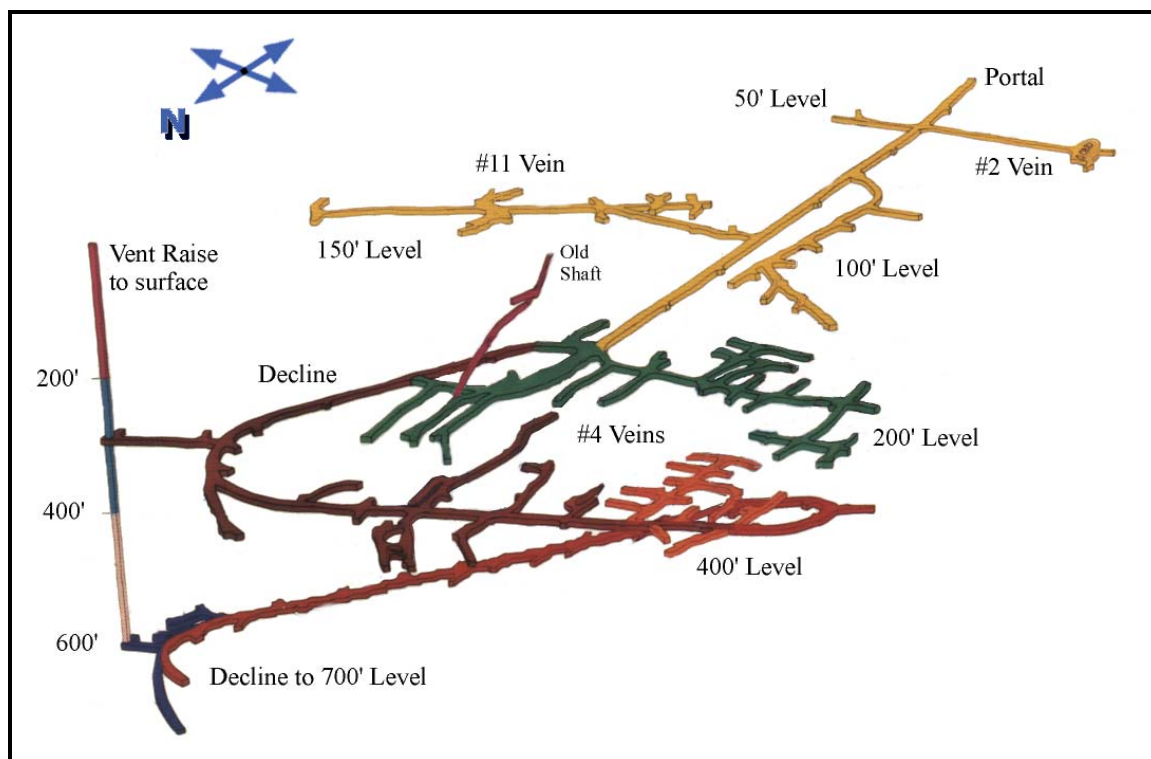 Portal
50' Level
N
#2 Vein
#11 Vein
150' Level
Old
Shaft
100' Level
Vent Raise
to surface
200'
Decline
#4 Veins
200' Level
400'
400' Level
600'
Decline to 700' Level